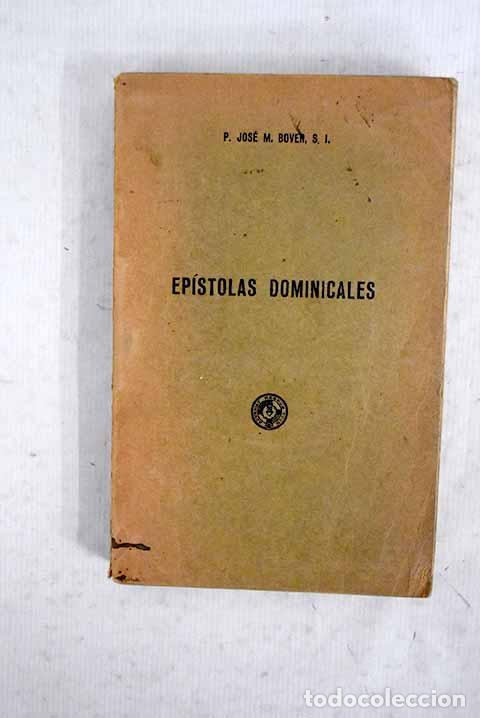 P. JOSÉ M. BOVER, S. I.
EPÍSTOLAS DOMINICALES
todocoleccion